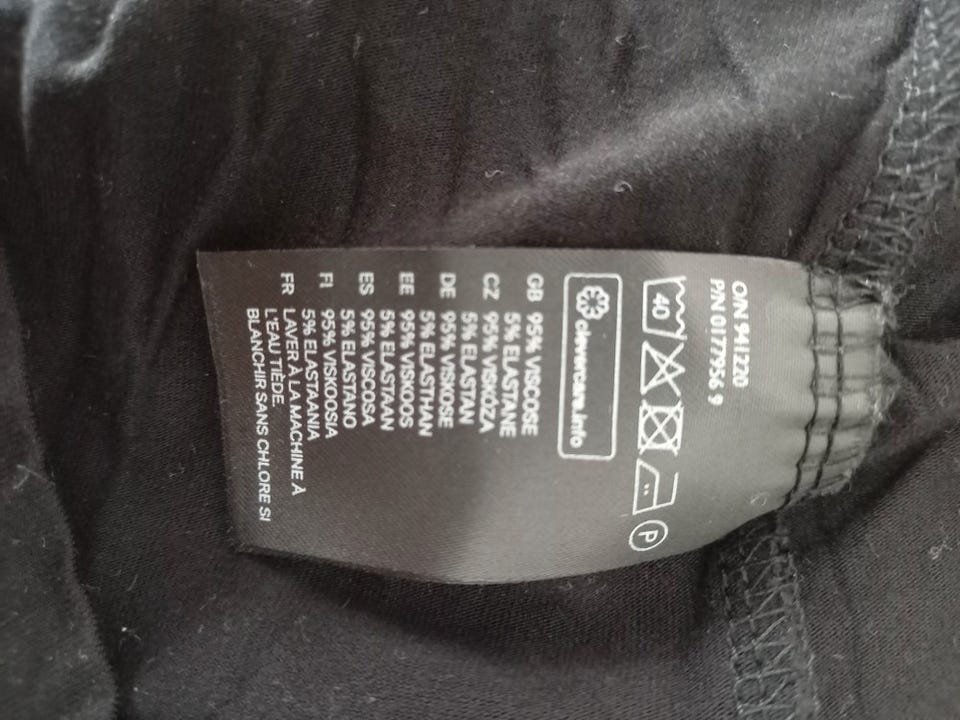 O/N 941220
P/N 0177956 9
40 P
clevercare.info
GB 95% VISCOSE
5% ELASTANE
CZ 95% VISKÓZA
5% ELASTAN
DE 95% VISKOSE
5% ELASTHAN
EE 95% VISKOOS
5% ELASTAAN
ES 95% VISCOSA
5% ELASTANO
FI 95% VISKOOSIA
5% ELASTAANIA
FR LAVER À LA MACHINE À
L'EAU TIÈDE.
BLANCHIR SANS CHLORE SI